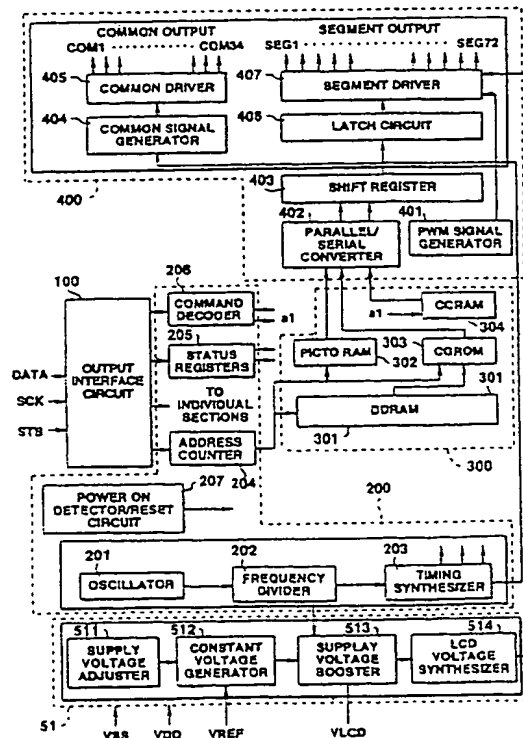 COMMON OUTPUT
SEGMENT OUTPUT
COM1
COM34
SEG1
SEG72
405
COMMON DRIVER
407
SEGMENT DRIVER
404
COMMON SIGNAL GENERATOR
LATCH CIRCUIT
403
SHIFT REGISTER
400
402
401
PARALLEL/ SERIAL CONVERTER
PWM SIGNAL GENERATOR
100
206
COMMAND DECODER
a1
CCRAM
a1
304
205
STATUS REGISTERS
303
PICTO RAM
302
CGROM
OUTPUT INTERFACE CIRCUIT
DATA
SCK
STB
TO INDIVIDUAL SECTIONS
301
DDRAM
301
ADDRESS COUNTER
204
300
207
POWER ON DETECTOR/RESET CIRCUIT
200
201
OSCILLATOR
202
FREQUENCY DIVIDER
203
TIMING SYNTHESIZER
511
SUPPLY VOLTAGE ADJUSTER
512
CONSTANT VOLTAGE GENERATOR
513
SUPPLAY VOLTAGE BOOSTER
514
LCD VOLTAGE SYNTHESIZER
51
VSS
VDD
VREF
VLCD